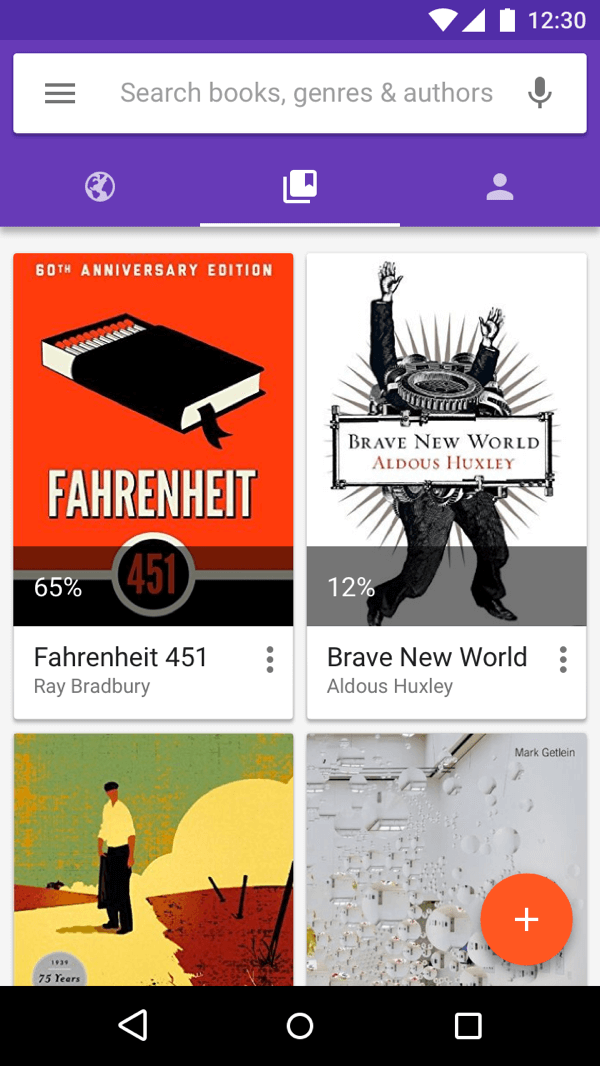 12:30
Search books, genres & authors
60TH ANNIVERSARY EDITION
FAHRENHEIT
451
65%
BRAVE NEW WORLD
ALDOUS HUXLEY
12%
Fahrenheit 451
Ray Bradbury
Brave New World
Aldous Huxley
1939
75 Years
Mark Getlein